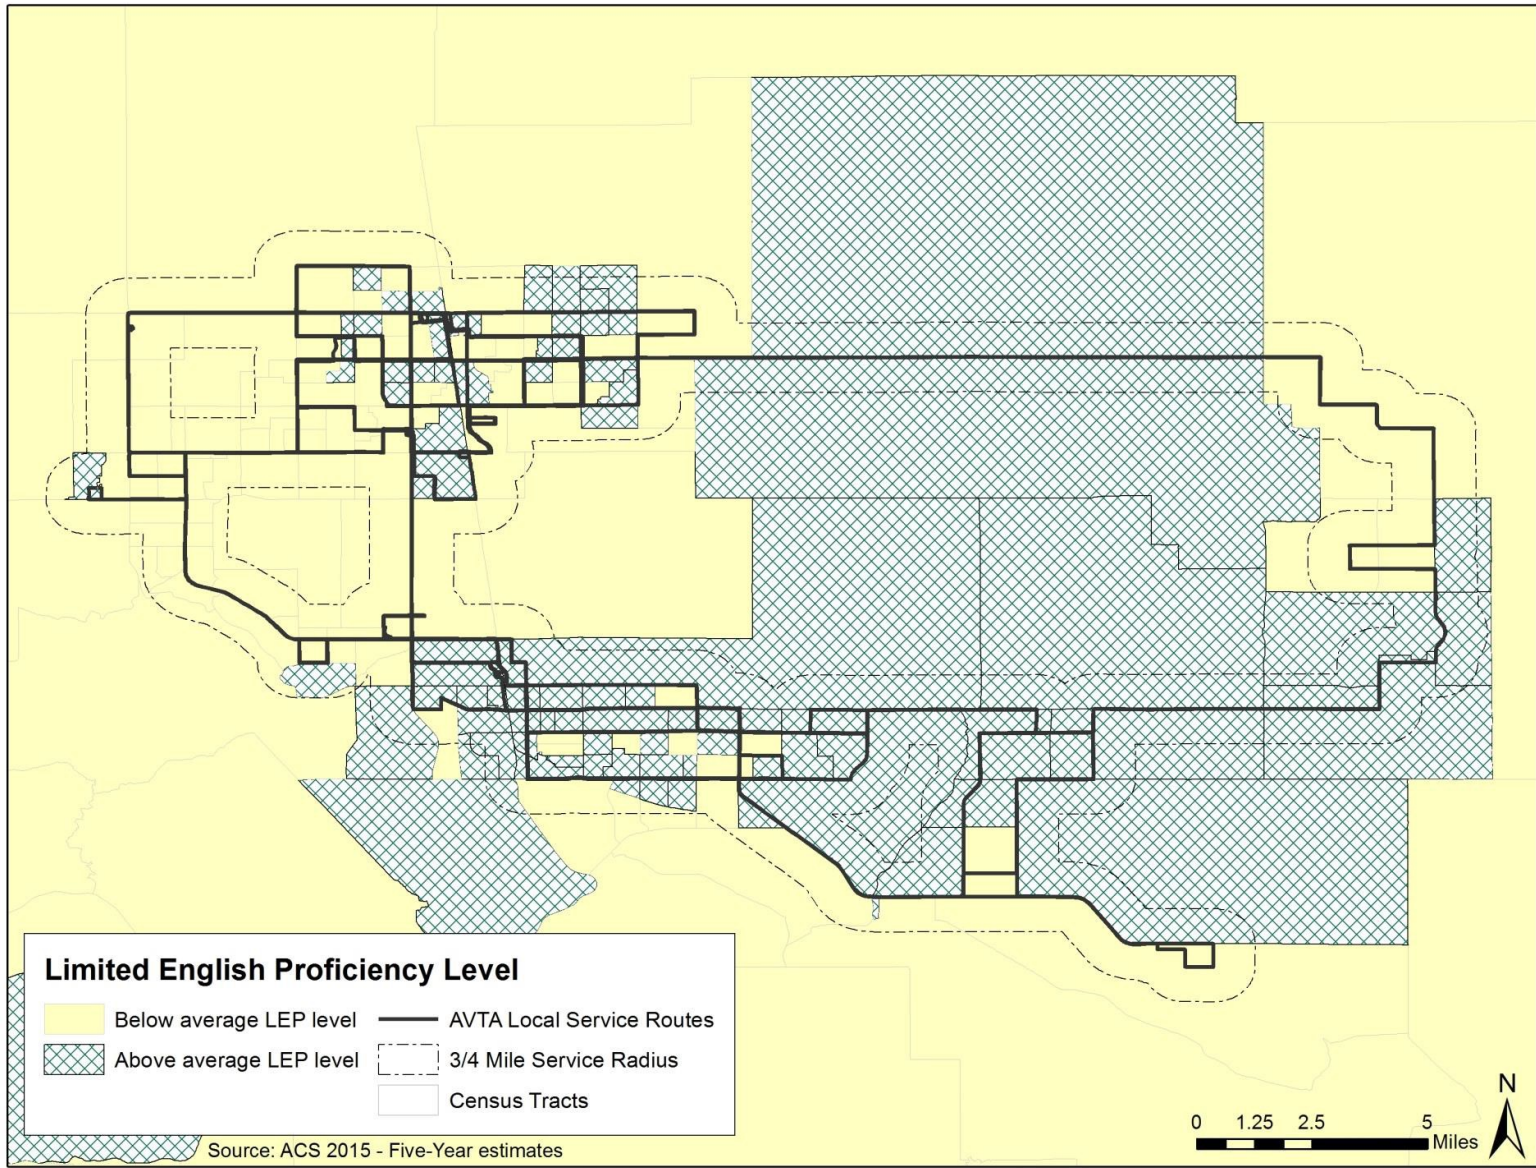 Limited English Proficiency Level
Below average LEP level
AVTA Local Service Routes
Above average LEP level
3/4 Mile Service Radius
Census Tracts
Source: ACS 2015 - Five-Year estimates
N
0 1.25 2.5 5
Miles